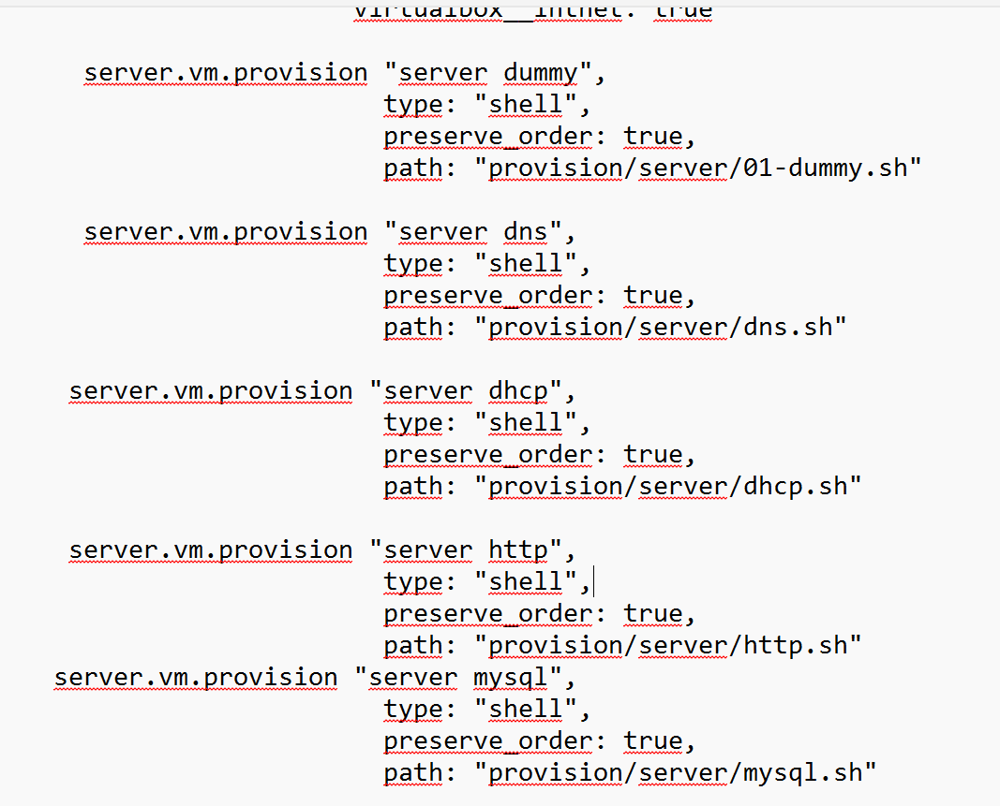 virtualbox__intnet: true
server.vm.provision "server dummy",
type: "shell",
preserve_order: true,
path: "provision/server/01-dummy.sh"
server.vm.provision "server dns",
type: "shell",
preserve_order: true,
path: "provision/server/dns.sh"
server.vm.provision "server dhcp",
type: "shell",
preserve_order: true,
path: "provision/server/dhcp.sh"
server.vm.provision "server http",
type: "shell",
preserve_order: true,
path: "provision/server/http.sh"
server.vm.provision "server mysql",
type: "shell",
preserve_order: true,
path: "provision/server/mysql.sh"